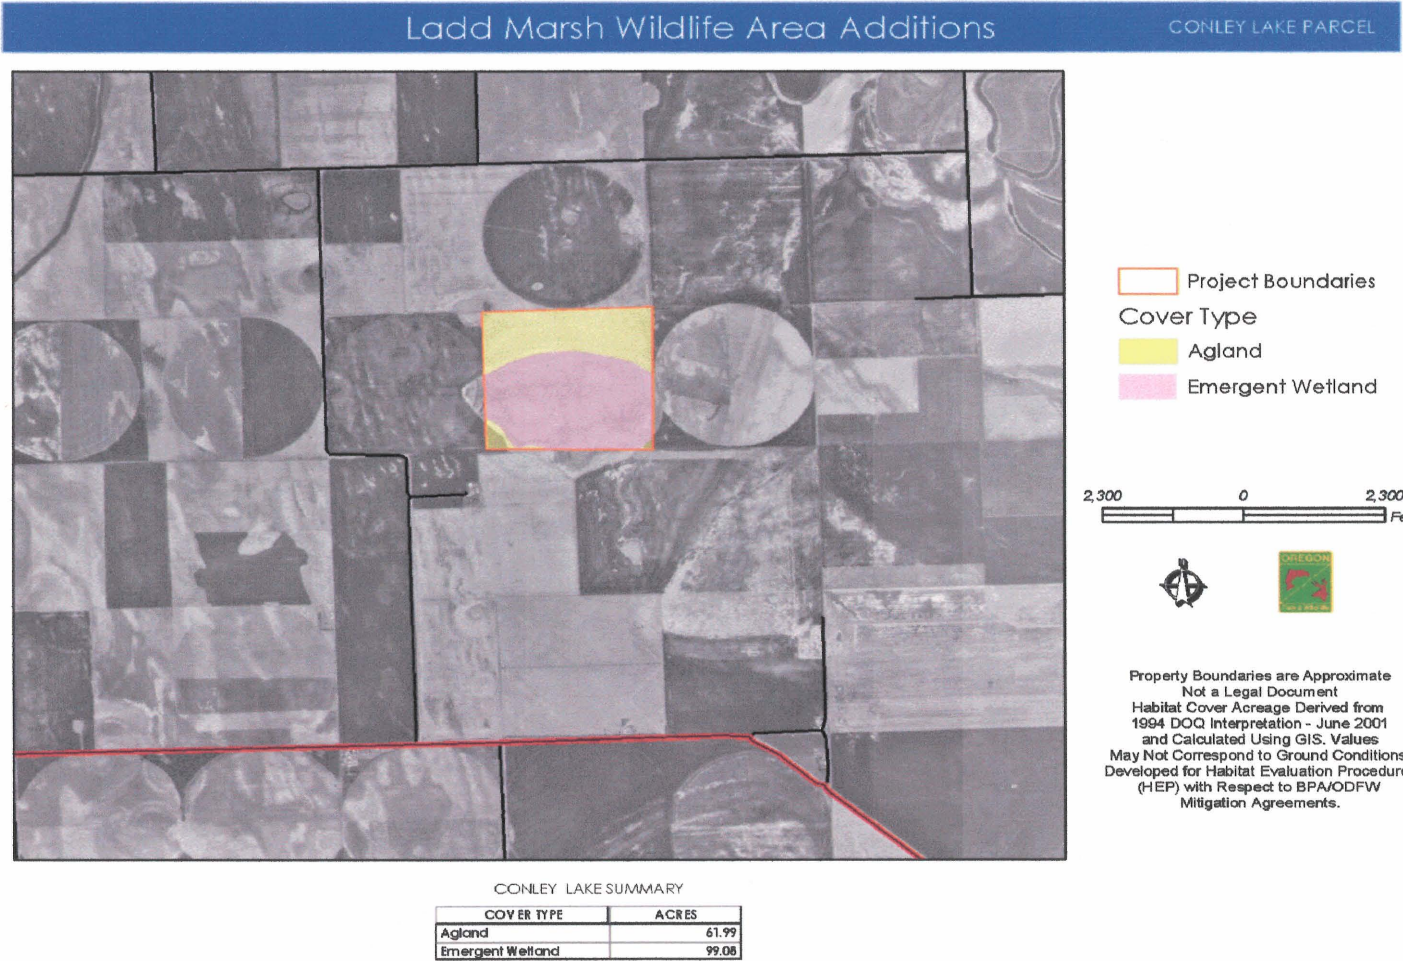 Ladd Marsh Wildlife Area Additions
CONLEY LAKE PARCEL
Project Boundaries
Cover Type
Agland
Emergent Wetland
2,300 0 2,300
Fe
N
OREGON
Property Boundaries are Approximate
Not a Legal Document
Habitat Cover Acreage Derived from
1994 DOQ Interpretation - June 2001
and Calculated Using GIS. Values
May Not Correspond to Ground Conditions
Developed for Habitat Evaluation Procedure
(HEP) with Respect to BPA/ODFW
Mitigation Agreements.
CONLEY LAKE SUMMARY
COVER TYPE ACRES
Agland 61.99
Emergent Wetland 99.08